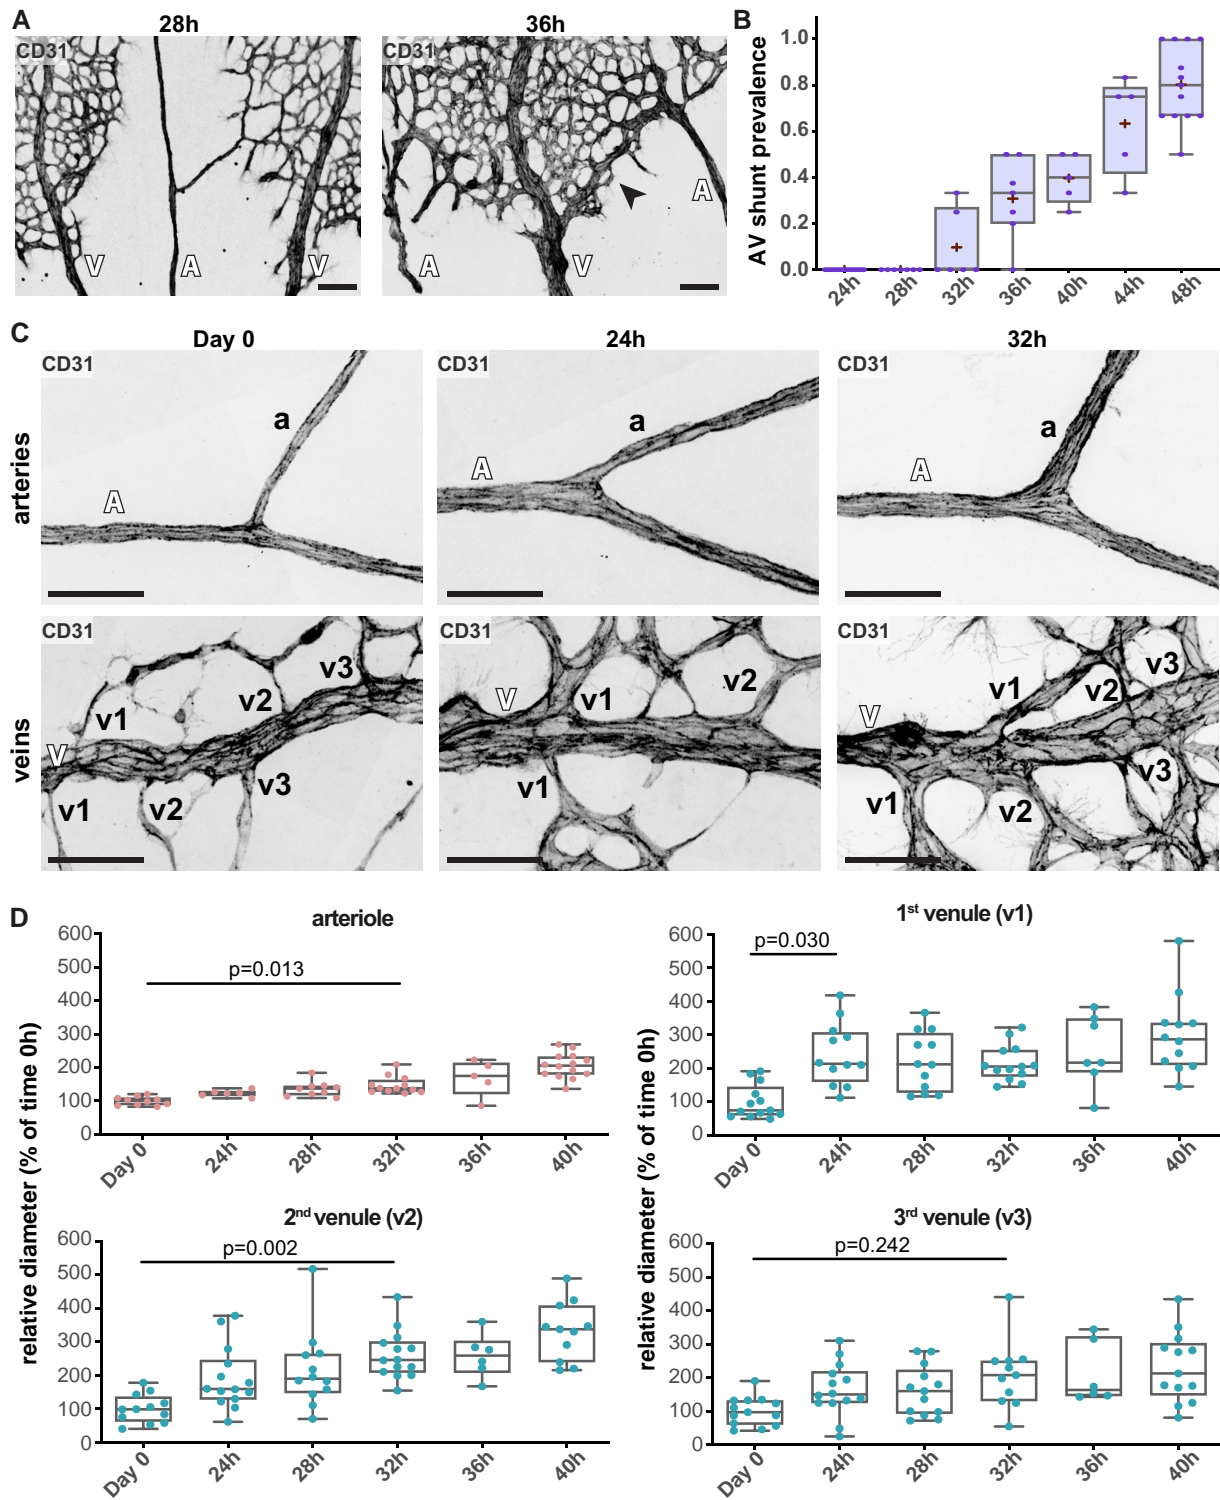 A
28h
36h
CD31
CD31
V
A
V
A
V
A
B
AV shunt prevalence
1.0
0.8
0.6
0.4
0.2
0.0
24h
28h
32h
36h
40h
44h
48h
C
Day 0
24h
32h
arteries
CD31
A
a
CD31
A
a
CD31
A
a
veins
CD31
V
v1
v2
v3
v1
v2
v3
CD31
V
v1
v2
v1
CD31
V
v1
v2
v3
v1
v2
v3
D
relative diameter (% of time 0h)
arteriole
600
500
400
300
200
100
0
p=0.013
Day 0
24h
28h
32h
36h
40h
relative diameter (% of time 0h)
1st venule (v1)
600
500
400
300
200
100
0
p=0.030
Day 0
24h
28h
32h
36h
40h
2nd venule (v2)
600
500
400
300
200
100
0
p=0.002
Day 0
24h
28h
32h
36h
40h
3rd venule (v3)
600
500
400
300
200
100
0
p=0.242
Day 0
24h
28h
32h
36h
40h